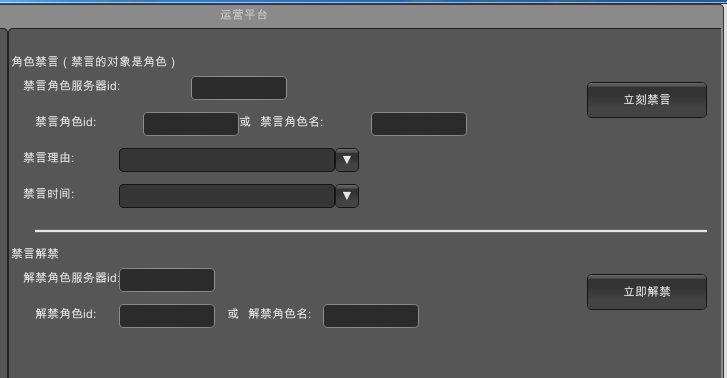 运营平台
角色禁言 ( 禁言的对象是角色 )
禁言角色服务器id:
立刻禁言
禁言角色id: 或 禁言角色名:
禁言理由: ▼
禁言时间: ▼
禁言解禁
解禁角色服务器id:
立即解禁
解禁角色id: 或 解禁角色名: